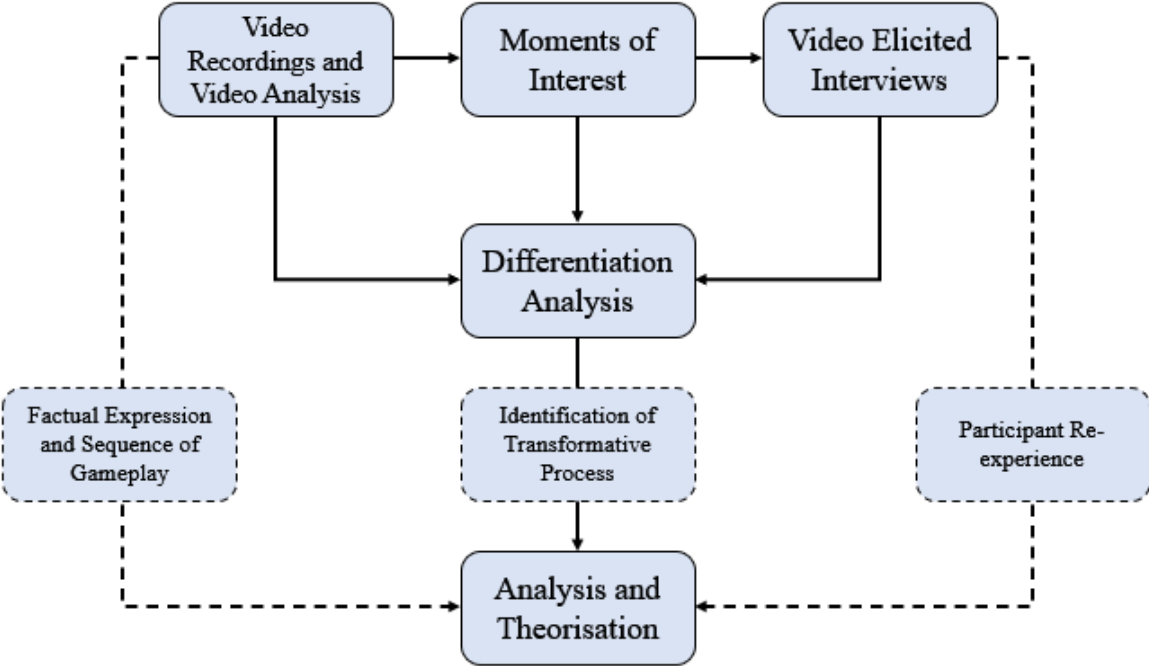 Video
Recordings and
Video Analysis
Moments of
Interest
Video Elicited
Interviews
Differentiation
Analysis
Factual Expression
and Sequence of
Gameplay
Identification of
Transformative
Process
Participant Re-
experience
Analysis and
Theorisation